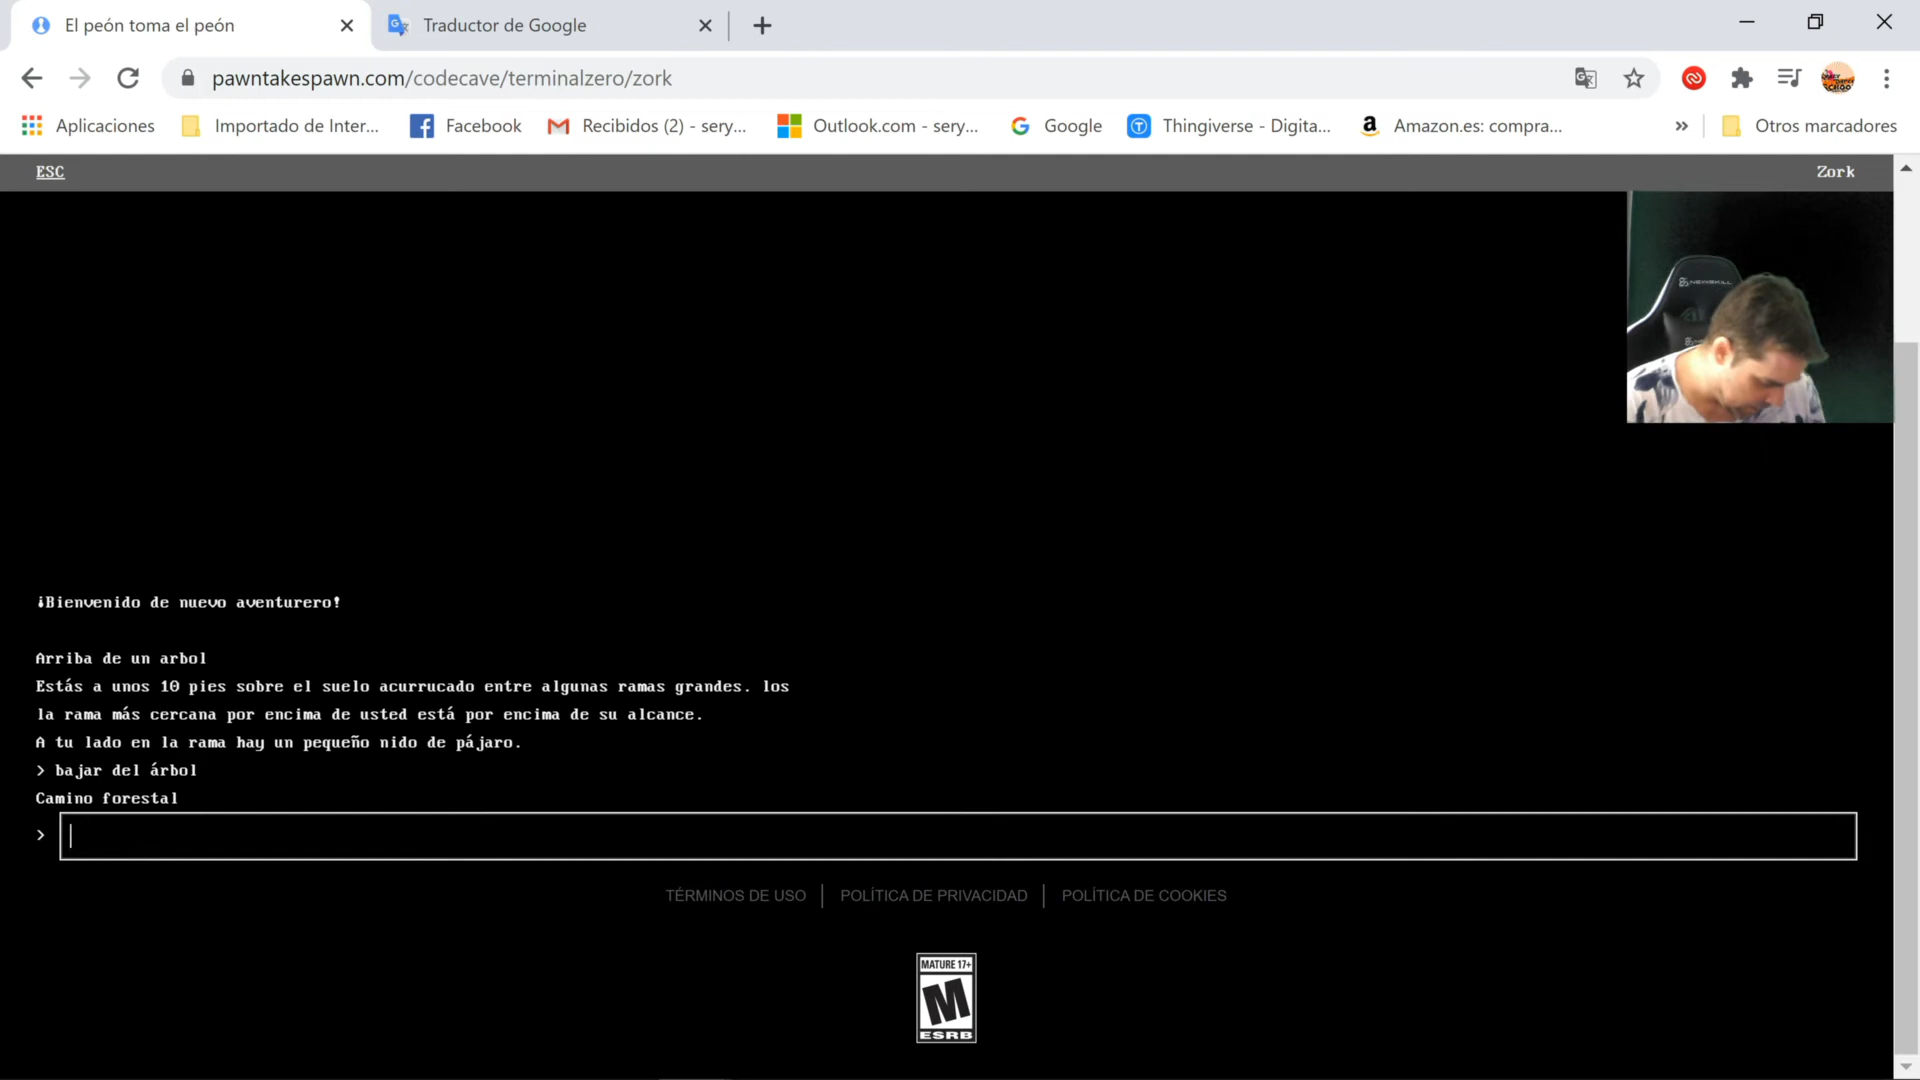 El peón toma el peón
Traductor de Google
pawntakespawn.com/codecave/terminalzero/zork
Aplicaciones
Importado de Inter...
Facebook
Recibidos (2) - sery...
Outlook.com - sery...
Google
Thingiverse - Digita...
Amazon.es: compra...
»
Otros marcadores
ESC
Zork
NEWSKILL
¡Bienvenido de nuevo aventurero!
Arriba de un arbol
Estás a unos 10 pies sobre el suelo acurrucado entre algunas ramas grandes. los
la rama más cercana por encima de usted está por encima de su alcance.
A tu lado en la rama hay un pequeño nido de pájaro.
> bajar del árbol
Camino forestal
>
TÉRMINOS DE USO
POLÍTICA DE PRIVACIDAD
POLÍTICA DE COOKIES
MATURE 17+
M
ESRB